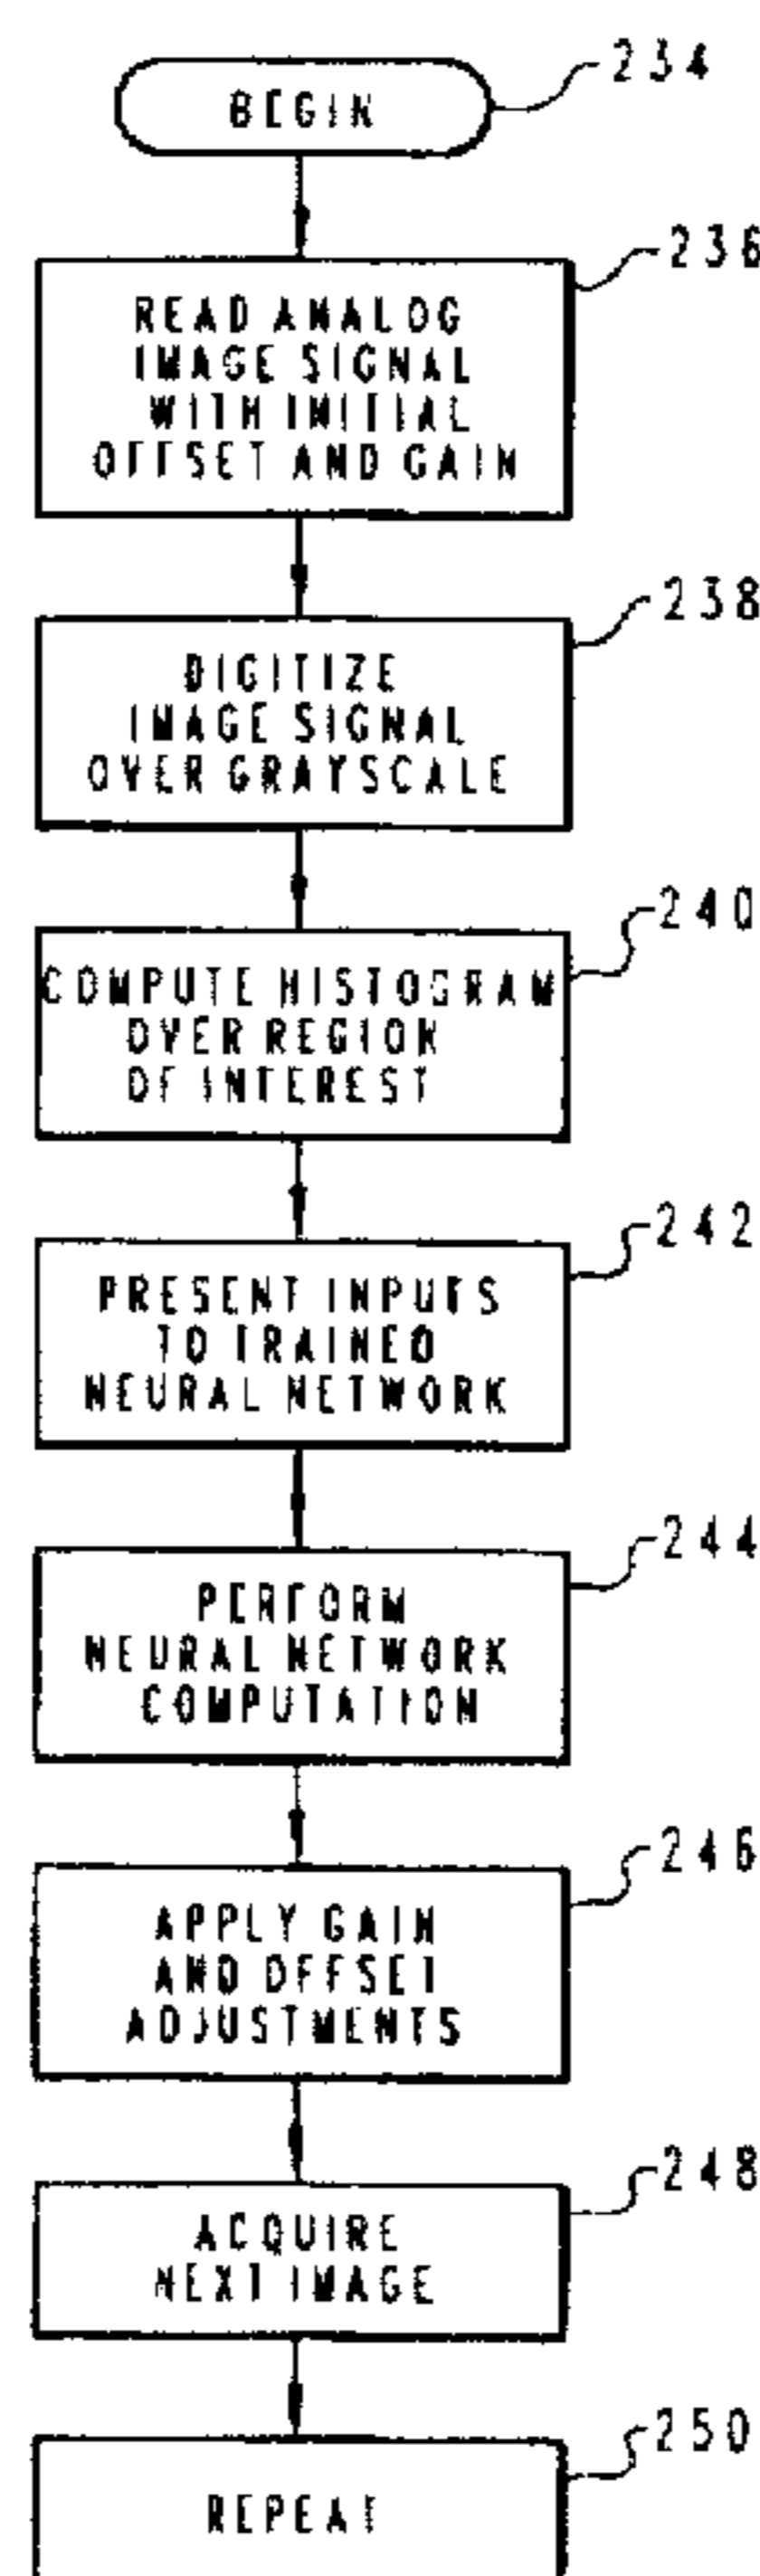 BEGIN
234
236
READ ANALOG
IMAGE SIGNAL
WITH INITIAL
OFFSET AND GAIN
238
DIGITIZE
IMAGE SIGNAL
OVER GRAYSCALE
240
COMPUTE HISTOGRAM
OVER REGION
OF INTEREST
242
PRESENT INPUTS
TO TRAINED
NEURAL NETWORK
244
PERFORM
NEURAL NETWORK
COMPUTATION
246
APPLY GAIN
AND OFFSET
ADJUSTMENTS
248
ACQUIRE
NEXT IMAGE
250
REPEAT